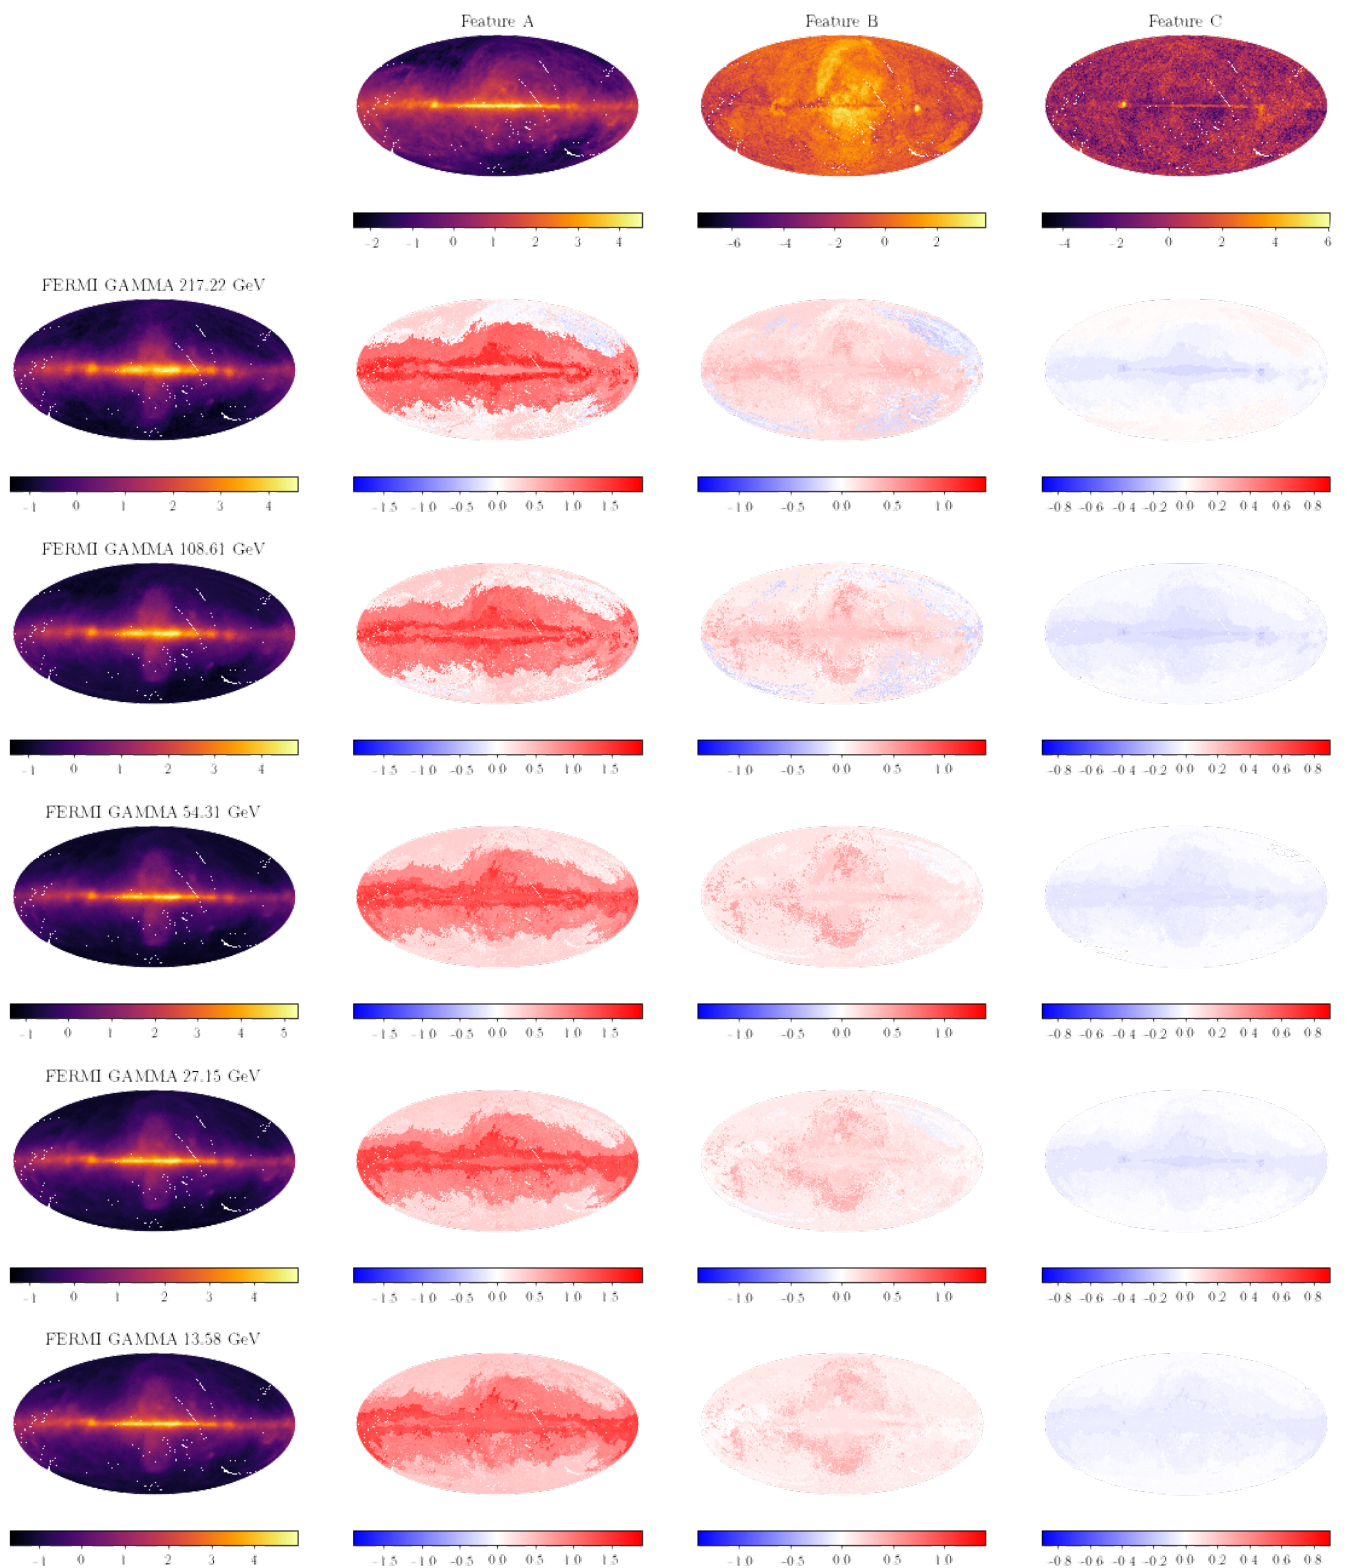 Feature A Feature B Feature C
-2 -1 0 1 2 3 4 -6 -4 -2 0 2 -4 -2 0 2 4 6
FERMI GAMMA 217.22 GeV
-1 0 1 2 3 4 -1.5 -1.0 -0.5 0.0 0.5 1.0 1.5 -1.0 -0.5 0.0 0.5 1.0 -0.8 -0.6 -0.4 -0.2 0.0 0.2 0.4 0.6 0.8
FERMI GAMMA 108.61 GeV
-1 0 1 2 3 4 -1.5 -1.0 -0.5 0.0 0.5 1.0 1.5 -1.0 -0.5 0.0 0.5 1.0 -0.8 -0.6 -0.4 -0.2 0.0 0.2 0.4 0.6 0.8
FERMI GAMMA 54.31 GeV
-1 0 1 2 3 4 5 -1.5 -1.0 -0.5 0.0 0.5 1.0 1.5 -1.0 -0.5 0.0 0.5 1.0 -0.8 -0.6 -0.4 -0.2 0.0 0.2 0.4 0.6 0.8
FERMI GAMMA 27.15 GeV
-1 0 1 2 3 4 -1.5 -1.0 -0.5 0.0 0.5 1.0 1.5 -1.0 -0.5 0.0 0.5 1.0 -0.8 -0.6 -0.4 -0.2 0.0 0.2 0.4 0.6 0.8
FERMI GAMMA 13.58 GeV
-1 0 1 2 3 4 -1.5 -1.0 -0.5 0.0 0.5 1.0 1.5 -1.0 -0.5 0.0 0.5 1.0 -0.8 -0.6 -0.4 -0.2 0.0 0.2 0.4 0.6 0.8